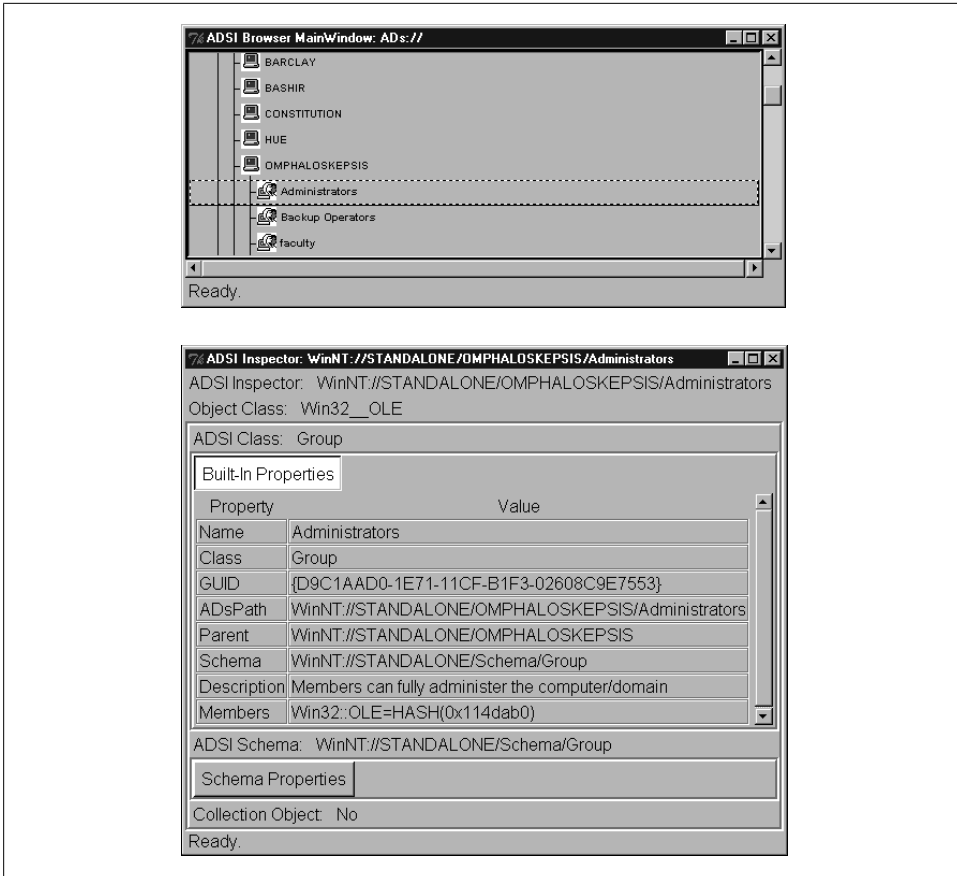 ADSI Browser MainWindow: ADs://
BARCLAY
BASHIR
CONSTITUTION
HUE
OMPHALOSKEPSIS
Administrators
Backup Operators
faculty
Ready.
ADSI Inspector: WinNT://STANDALONE/OMPHALOSKEPSIS/Administrators
ADSI Inspector: WinNT://STANDALONE/OMPHALOSKEPSIS/Administrators
Object Class: Win32__OLE
ADSI Class: Group
Built-In Properties
Property Value
Name Administrators
Class Group
GUID {D9C1AAD0-1E71-11CF-B1F3-02608C9E7553}
ADsPath WinNT://STANDALONE/OMPHALOSKEPSIS/Administrators
Parent WinNT://STANDALONE/OMPHALOSKEPSIS
Schema WinNT://STANDALONE/Schema/Group
Description Members can fully administer the computer/domain
Members Win32::OLE=HASH(0x114dab0)
ADSI Schema: WinNT://STANDALONE/Schema/Group
Schema Properties
Collection Object: No
Ready.